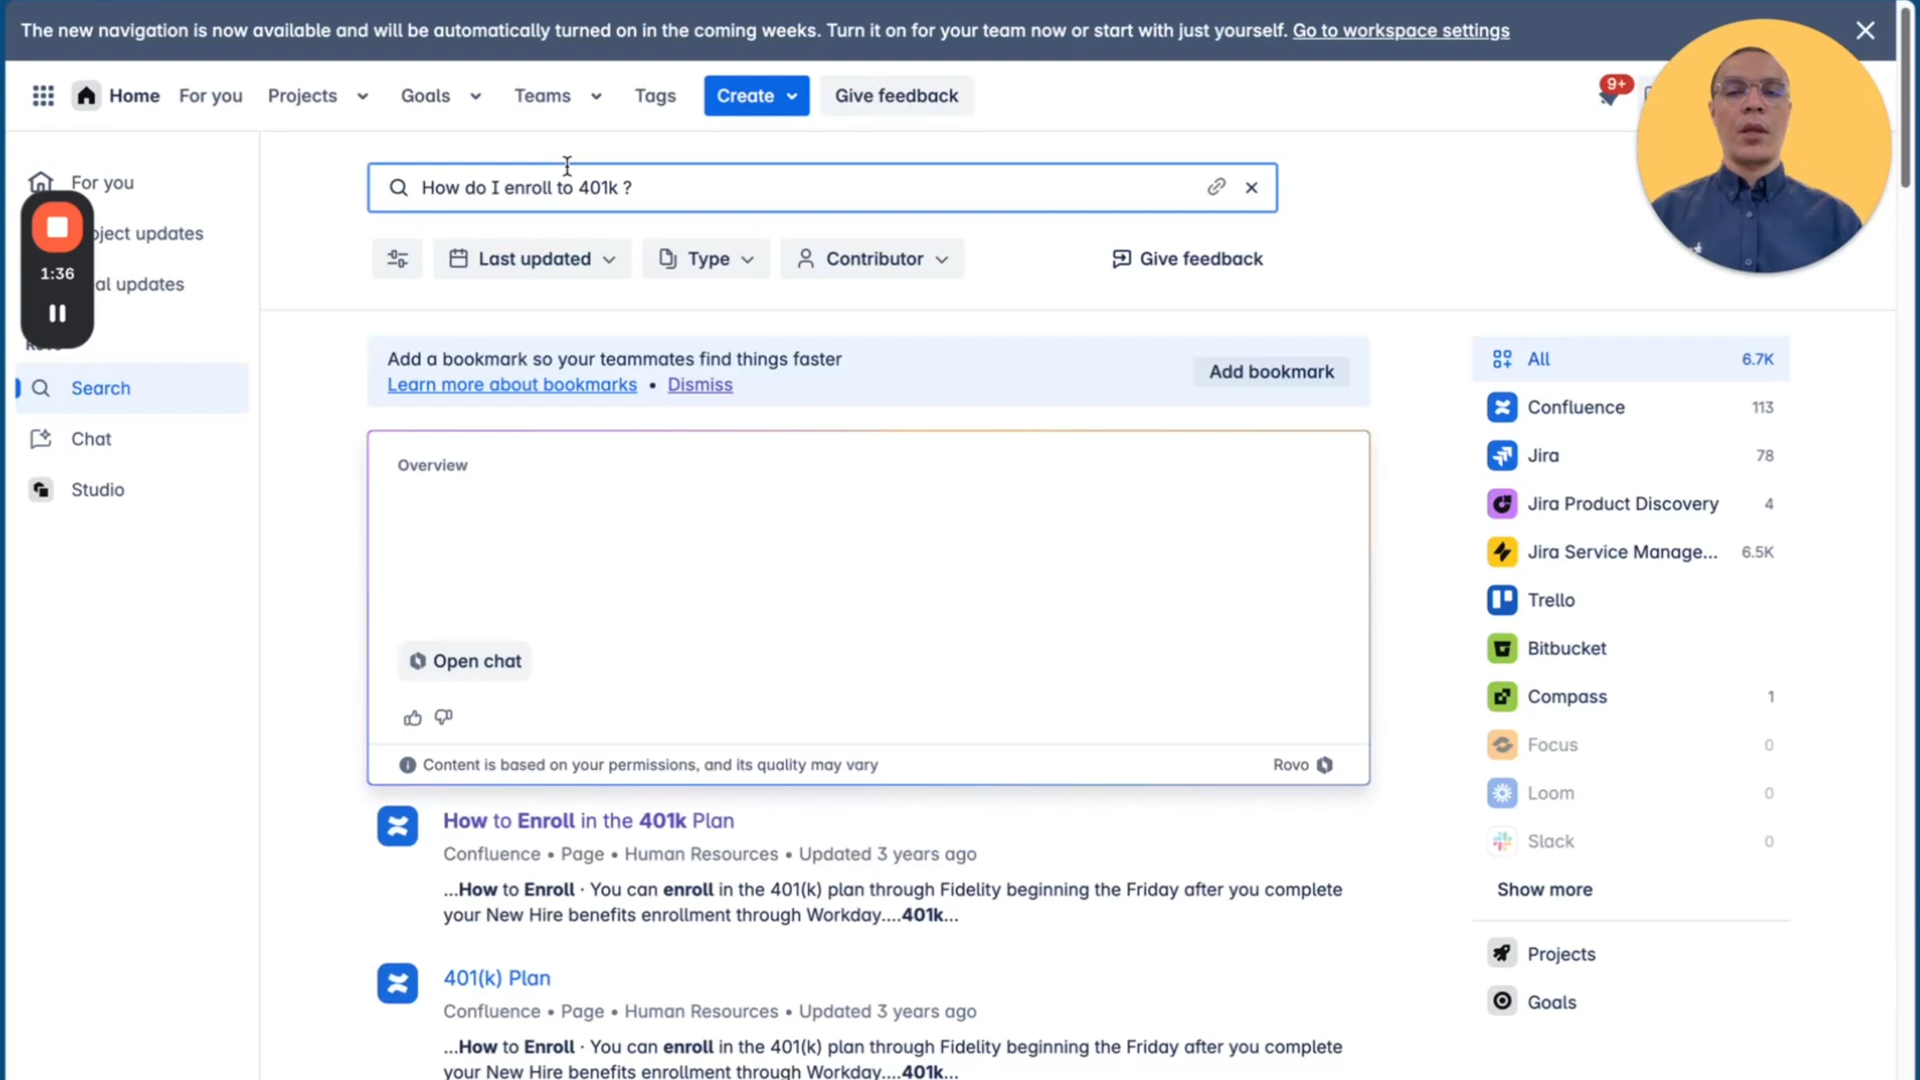 The new navigation is now available and will be automatically turned on in the coming weeks. Turn it on for your team now or start with just yourself. Go to workspace settings
Home For you Projects Goals Teams Tags Create Give feedback 9+
For you
How do I enroll to 401k ?
oject updates
1:36
al updates
Last updated Type Contributor Give feedback
Search
Chat
Studio
Add a bookmark so your teammates find things faster
Learn more about bookmarks • Dismiss
Add bookmark
Overview
Open chat
Content is based on your permissions, and its quality may vary Rovo
How to Enroll in the 401k Plan
Confluence • Page • Human Resources • Updated 3 years ago
...How to Enroll · You can enroll in the 401(k) plan through Fidelity beginning the Friday after you complete
your New Hire benefits enrollment through Workday....401k...
401(k) Plan
Confluence • Page • Human Resources • Updated 3 years ago
...How to Enroll · You can enroll in the 401(k) plan through Fidelity beginning the Friday after you complete
your New Hire benefits enrollment through Workday....401k...
All 6.7K
Confluence 113
Jira 78
Jira Product Discovery 4
Jira Service Manage... 6.5K
Trello
Bitbucket
Compass 1
Focus 0
Loom 0
Slack 0
Show more
Projects
Goals